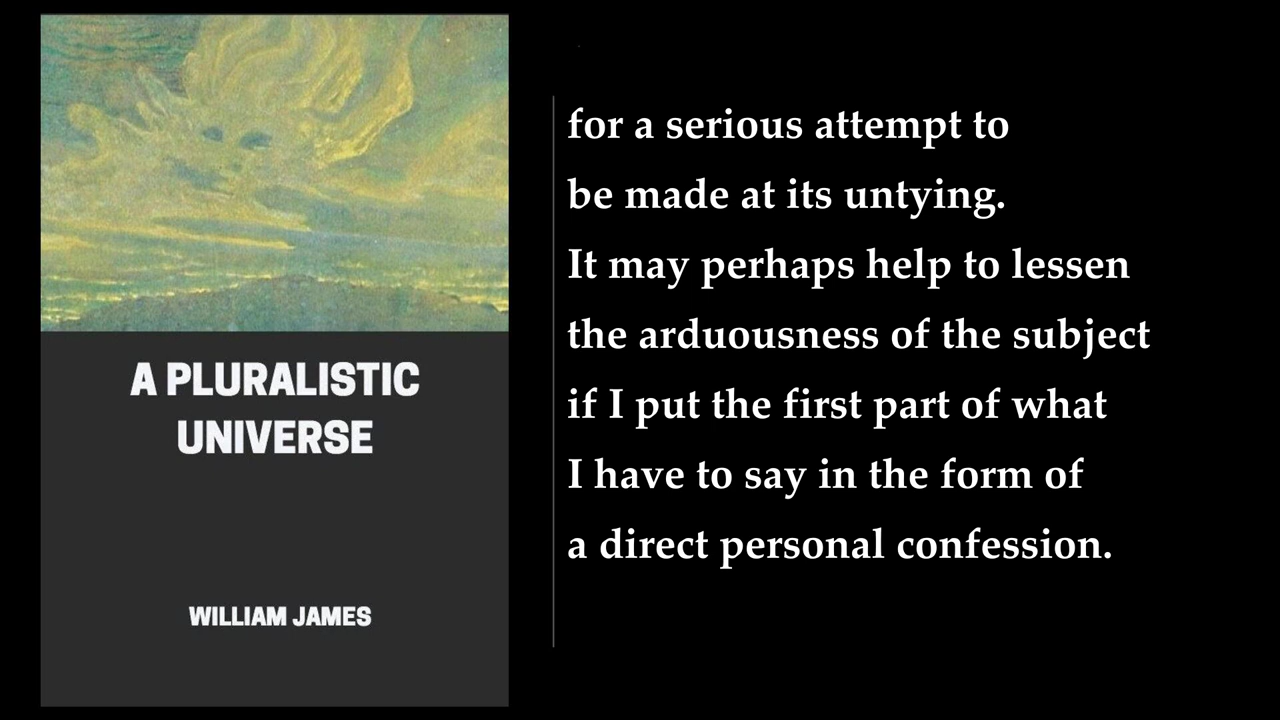 A PLURALISTIC
UNIVERSE
WILLIAM JAMES
for a serious attempt to
be made at its untying.
It may perhaps help to lessen
the arduousness of the subject
if I put the first part of what
I have to say in the form of
a direct personal confession.